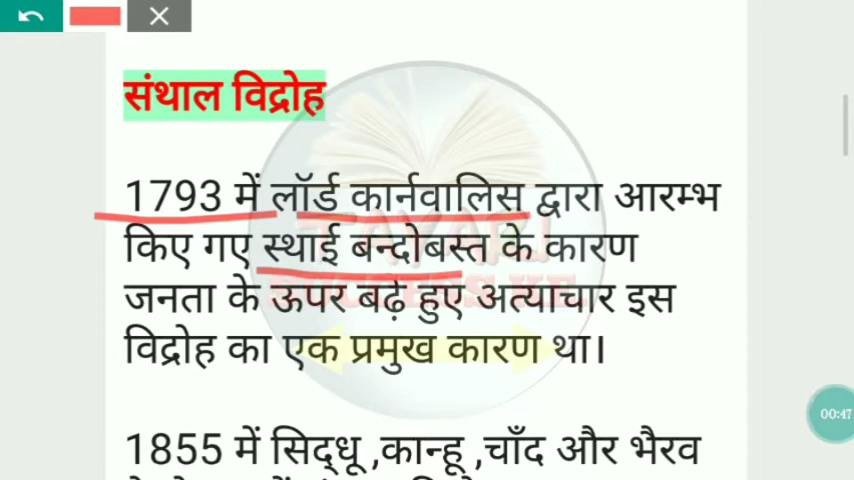 संथाल विद्रोह
1793 में लॉर्ड कार्नवालिस द्वारा आरम्भ
किए गए स्थाई बन्दोबस्त के कारण
जनता के ऊपर बढ़े हुए अत्याचार इस
विद्रोह का एक प्रमुख कारण था।
00:47
1855 में सिद्धू ,कान्हू ,चाँद और भैरव